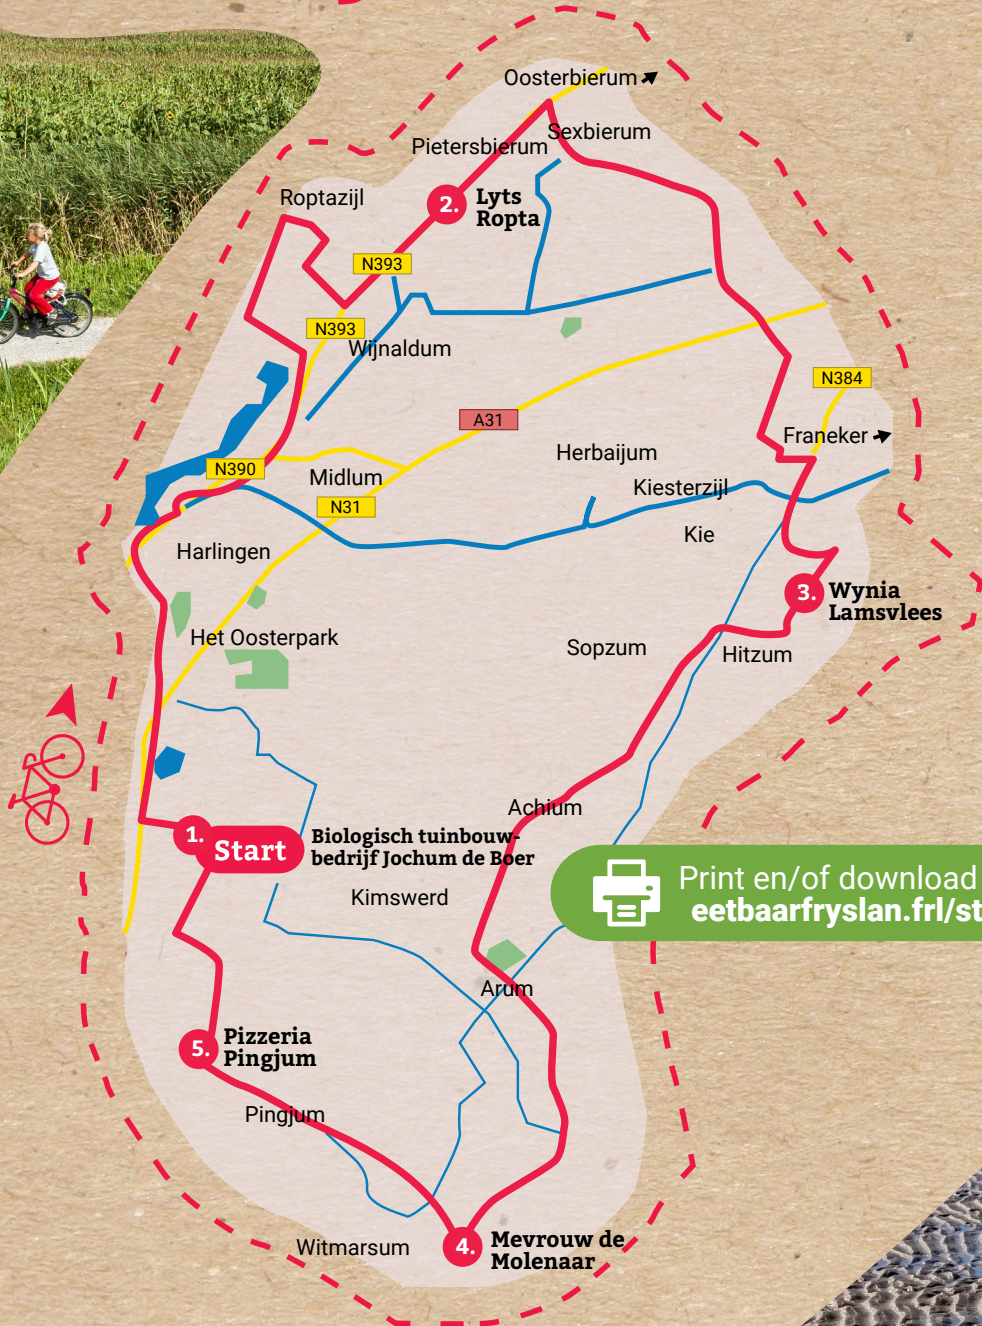 Oosterbierum
Sexbierum
Pietersbierum
Roptazijl
2.
Lyts
Ropta
N393
N393
Wijnaldum
N384
A31
Franeker
Herbaijum
N390
Midlum
Kiesterzijl
N31
Kie
Harlingen
3.
Wynia
Lamsvlees
Het Oosterpark
Sopzum
Hitzum
Achium
1.
Start
Biologisch tuinbouw-
bedrijf Jochum de Boer
Print en/of download
eetbaarfryslan.frl/st
Kimswerd
Arum
5.
Pizzeria
Pingjum
Pingjum
Witmarsum
4.
Mevrouw de
Molenaar